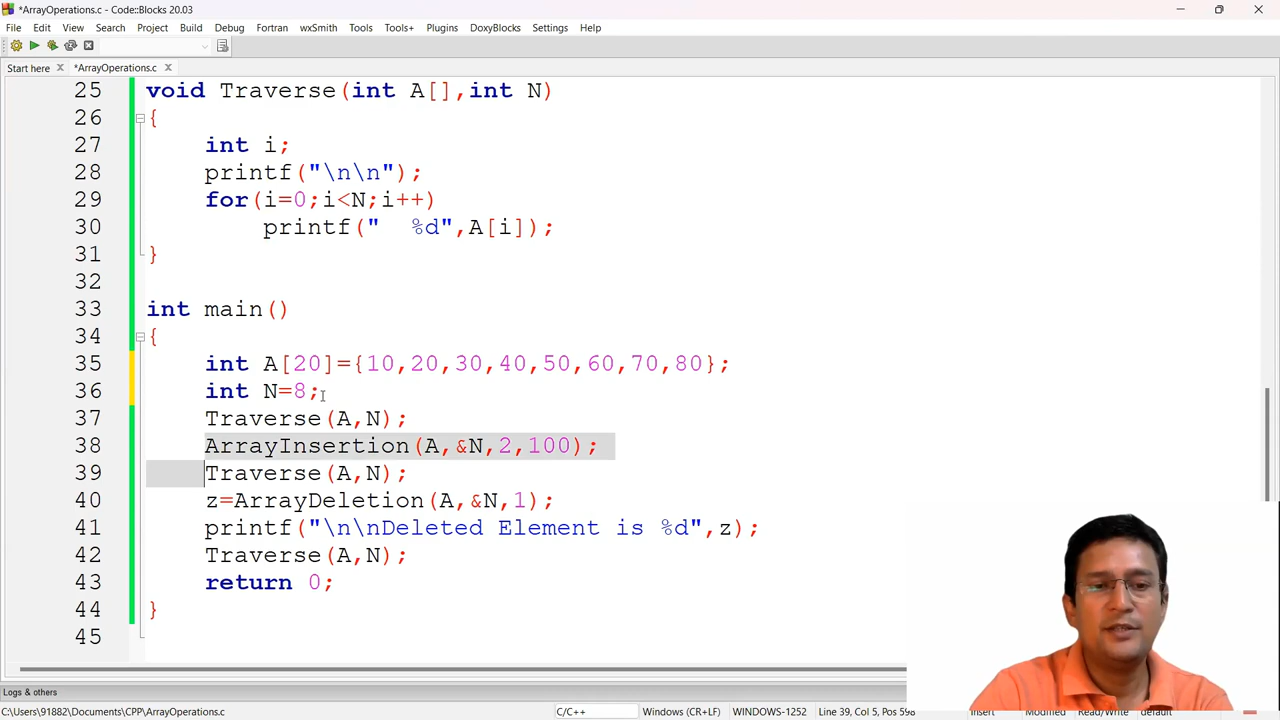 *ArrayOperations.c - Code::Blocks 20.03
File Edit View Search Project Build Debug Fortran wxSmith Tools Tools+ Plugins DoxyBlocks Settings Help
Start here *ArrayOperations.c
25 void Traverse(int A[],int N)
26 {
27 int i;
28 printf("\n\n");
29 for(i=0;i<N;i++)
30 printf("  %d",A[i]);
31 }
32
33 int main()
34 {
35 int A[20]={10,20,30,40,50,60,70,80};
36 int N=8;
37 Traverse(A,N);
38 ArrayInsertion(A,&N,2,100);
39 Traverse(A,N);
40 z=ArrayDeletion(A,&N,1);
41 printf("\n\nDeleted Element is %d",z);
42 Traverse(A,N);
43 return 0;
44 }
45
Logs & others
C:\Users\91882\Documents\CPP\ArrayOperations.c C/C++ Windows (CR+LF) WINDOWS-1252 Line 39, Col 5, Pos 598 Insert Modified Read/Write default